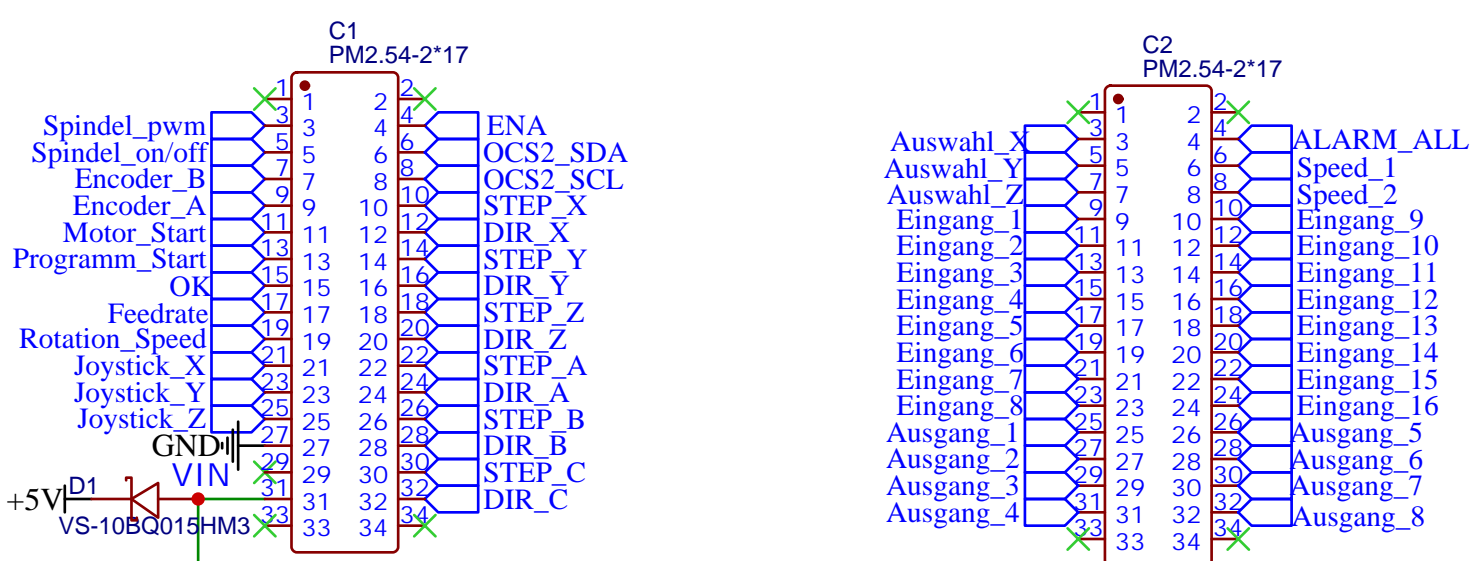 C1
PM2.54-2*17
1 1 2 2
Spindel_pwm 3 3 4 4 ENA
Spindel_on/off 5 5 6 6 OCS2_SDA
Encoder_B 7 7 8 8 OCS2_SCL
Encoder_A 9 9 10 10 STEP_X
Motor_Start 11 11 12 12 DIR_X
Programm_Start 13 13 14 14 STEP_Y
OK 15 15 16 16 DIR_Y
Feedrate 17 17 18 18 STEP_Z
Rotation_Speed 19 19 20 20 DIR_Z
Joystick_X 21 21 22 22 STEP_A
Joystick_Y 23 23 24 24 DIR_A
Joystick_Z 25 25 26 26 STEP_B
GND 27 27 28 28 DIR_B
VIN 29 29 30 30 STEP_C
+5V D1 31 31 32 32 DIR_C
VS-10BQ015HM3 33 33 34 34
C2
PM2.54-2*17
1 1 2 2
Auswahl_X 3 3 4 4 ALARM_ALL
Auswahl_Y 5 5 6 6 Speed_1
Auswahl_Z 7 7 8 8 Speed_2
Eingang_1 9 9 10 10 Eingang_9
Eingang_2 11 11 12 12 Eingang_10
Eingang_3 13 13 14 14 Eingang_11
Eingang_4 15 15 16 16 Eingang_12
Eingang_5 17 17 18 18 Eingang_13
Eingang_6 19 19 20 20 Eingang_14
Eingang_7 21 21 22 22 Eingang_15
Eingang_8 23 23 24 24 Eingang_16
Ausgang_1 25 25 26 26 Ausgang_5
Ausgang_2 27 27 28 28 Ausgang_6
Ausgang_3 29 29 30 30 Ausgang_7
Ausgang_4 31 31 32 32 Ausgang_8
33 33 34 34